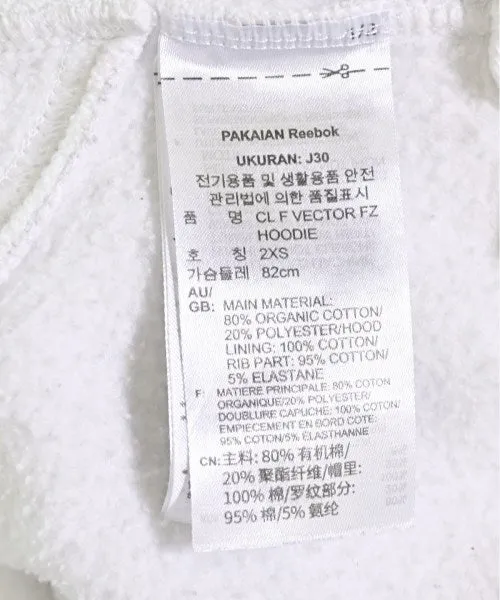 PAKAIAN Reebok
UKURAN: J30
전기용품 및 생활용품 안전
관리법에 의한 품질표시
품 명 CL F VECTOR FZ
HOODIE
호 칭 2XS
가슴둘레 82cm
AU/
GB: MAIN MATERIAL:
80% ORGANIC COTTON/
20% POLYESTER/HOOD
LINING: 100% COTTON/
RIB PART: 95% COTTON/
5% ELASTANE
F: MATIERE PRINCIPALE: 80% COTON
ORGANIQUE/20% POLYESTER/
DOUBLURE CAPUCHE: 100% COTON/
EMPIECEMENT EN BORD COTE:
95% COTON/5% ELASTHANNE
CN: 主料: 80% 有机棉/
20% 聚酯纤维/帽里:
100% 棉/罗纹部分:
95% 棉/5% 氨纶